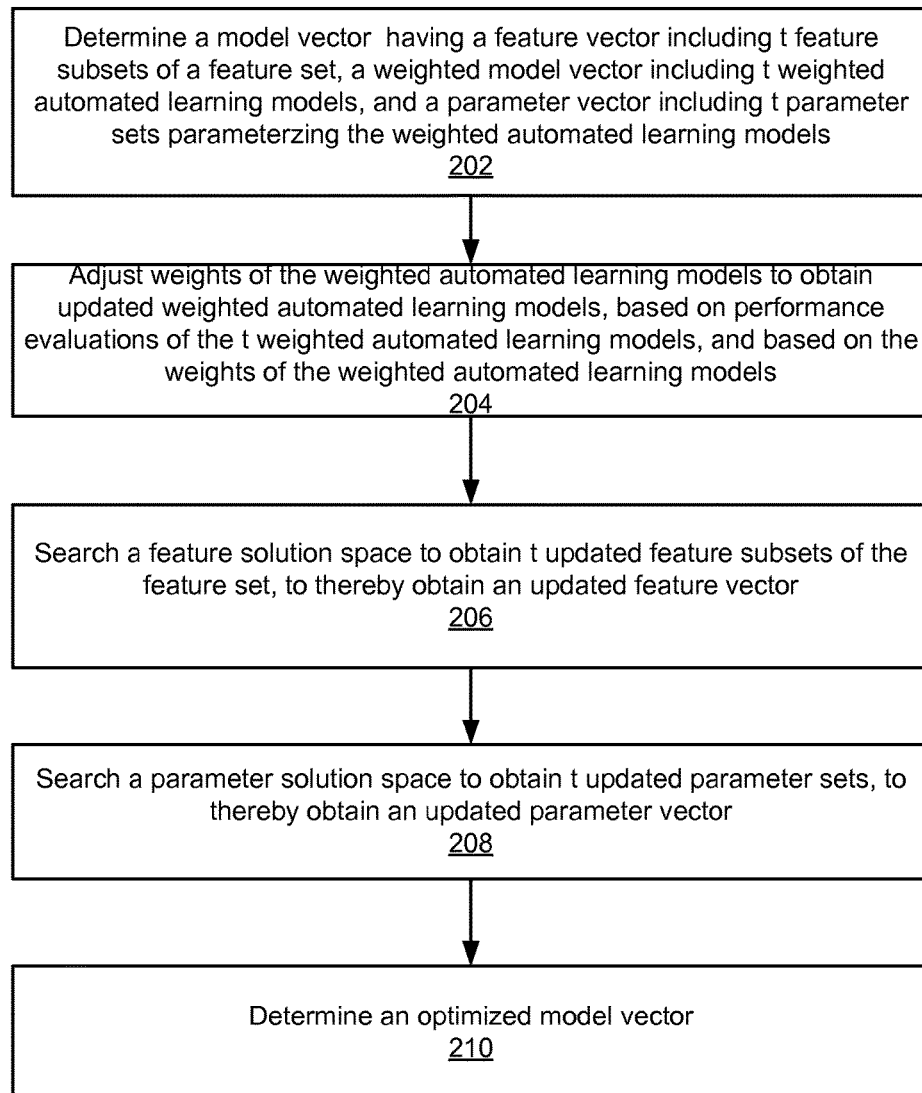 Determine a model vector having a feature vector including t feature
subsets of a feature set, a weighted model vector including t weighted
automated learning models, and a parameter vector including t parameter
sets parameterzing the weighted automated learning models
202
Adjust weights of the weighted automated learning models to obtain
updated weighted automated learning models, based on performance
evaluations of the t weighted automated learning models, and based on the
weights of the weighted automated learning models
204
Search a feature solution space to obtain t updated feature subsets of the
feature set, to thereby obtain an updated feature vector
206
Search a parameter solution space to obtain t updated parameter sets, to
thereby obtain an updated parameter vector
208
Determine an optimized model vector
210